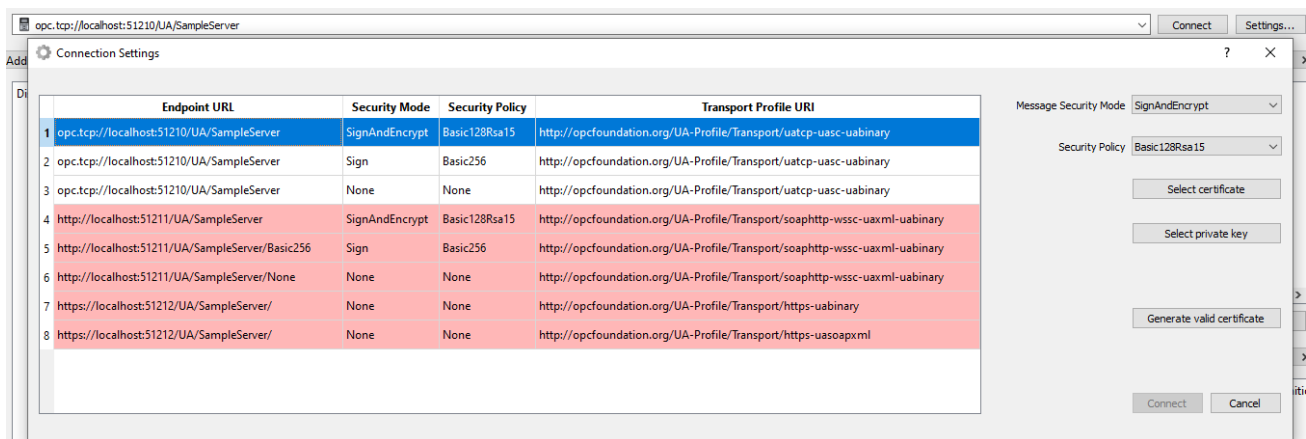 opc.tcp://localhost:51210/UA/SampleServer Connect Settings...
Connection Settings ? ×
Add
Di
Endpoint URL Security Mode Security Policy Transport Profile URI
1 opc.tcp://localhost:51210/UA/SampleServer SignAndEncrypt Basic128Rsa15 http://opcfoundation.org/UA-Profile/Transport/uatcp-uasc-uabinary
2 opc.tcp://localhost:51210/UA/SampleServer Sign Basic256 http://opcfoundation.org/UA-Profile/Transport/uatcp-uasc-uabinary
3 opc.tcp://localhost:51210/UA/SampleServer None None http://opcfoundation.org/UA-Profile/Transport/uatcp-uasc-uabinary
4 http://localhost:51211/UA/SampleServer SignAndEncrypt Basic128Rsa15 http://opcfoundation.org/UA-Profile/Transport/soaphttp-wssc-uaxml-uabinary
5 http://localhost:51211/UA/SampleServer/Basic256 Sign Basic256 http://opcfoundation.org/UA-Profile/Transport/soaphttp-wssc-uaxml-uabinary
6 http://localhost:51211/UA/SampleServer/None None None http://opcfoundation.org/UA-Profile/Transport/soaphttp-wssc-uaxml-uabinary
7 https://localhost:51212/UA/SampleServer/ None None http://opcfoundation.org/UA-Profile/Transport/https-uabinary
8 https://localhost:51212/UA/SampleServer/ None None http://opcfoundation.org/UA-Profile/Transport/https-uasoapxml
Message Security Mode SignAndEncrypt
Security Policy Basic128Rsa15
Select certificate
Select private key
Generate valid certificate
Connect Cancel